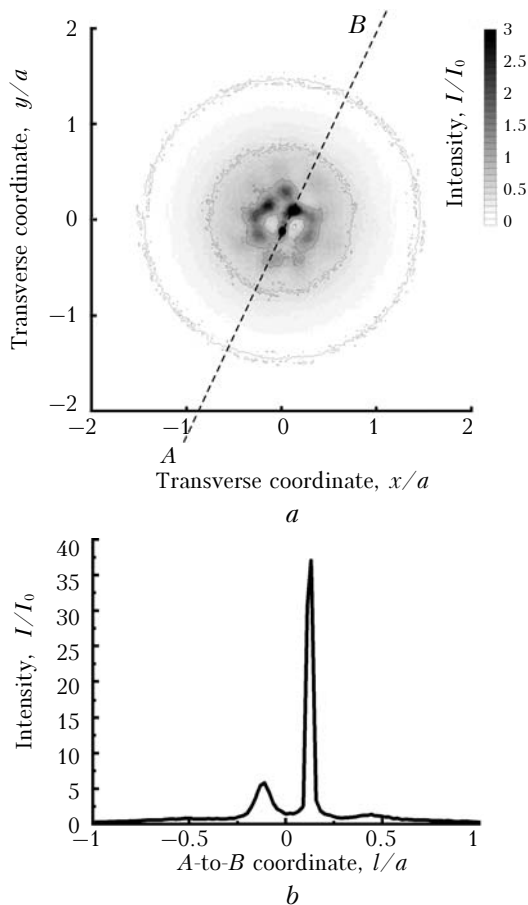 2
1
0
−1
−2
Transverse coordinate, y/a
B
A
3
2.5
2
1.5
1
0.5
0
Intensity, I/I0
−2 −1 0 1 2
Transverse coordinate, x/a
a
40
35
30
25
20
15
10
5
0
Intensity, I/I0
−1 −0.5 0 0.5 1
A-to-B coordinate, l/a
b